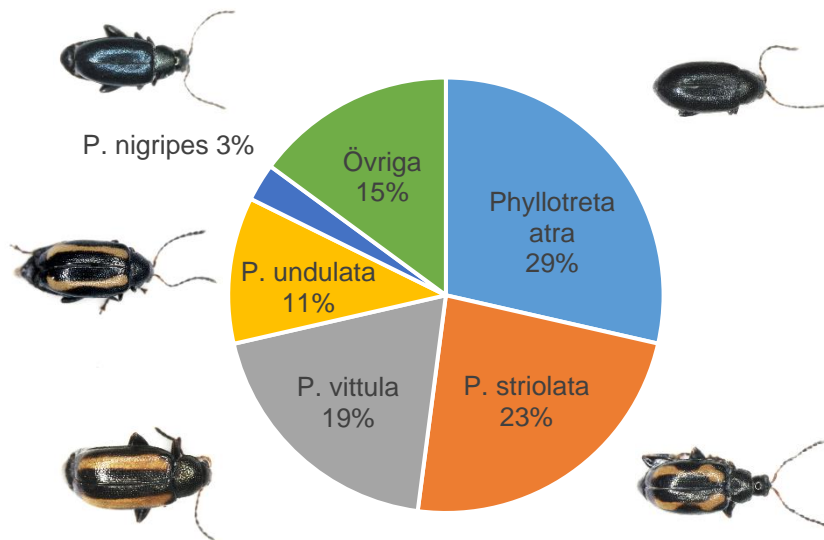 P. nigripes 3%
Övriga
15%
Phyllotreta
atra
29%
P. undulata
11%
P. vittula
19%
P. striolata
23%